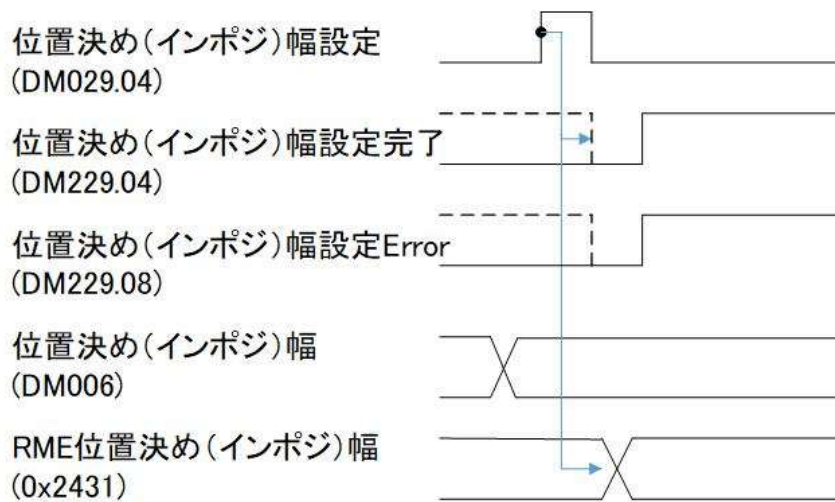 位置決め(インポジ)幅設定
(DM029.04)
位置決め(インポジ)幅設定完了
(DM229.04)
位置決め(インポジ)幅設定Error
(DM229.08)
位置決め(インポジ)幅
(DM006)
RME位置決め(インポジ)幅
(0x2431)